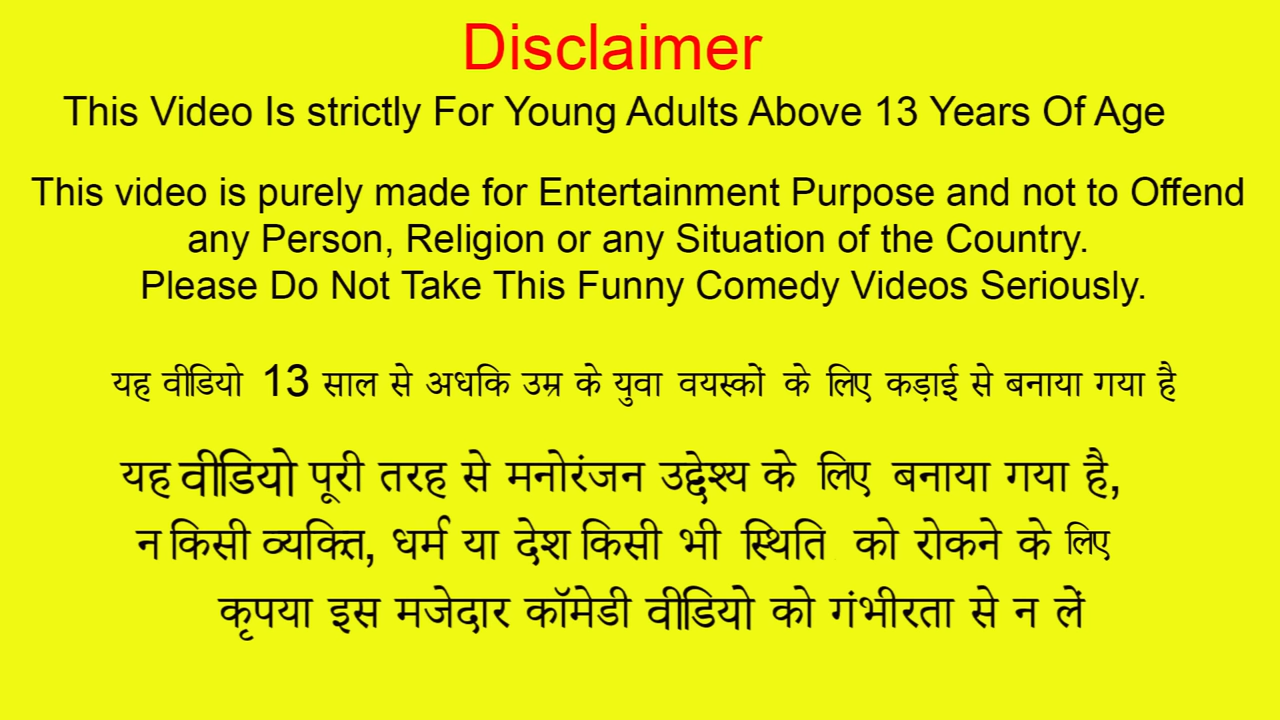 Disclaimer
This Video Is strictly For Young Adults Above 13 Years Of Age
This video is purely made for Entertainment Purpose and not to Offend
any Person, Religion or any Situation of the Country.
Please Do Not Take This Funny Comedy Videos Seriously.
यह वीडियो 13 साल से अधकि उम्र के युवा वयस्कों के लिए कड़ाई से बनाया गया है
यह वीडियो पूरी तरह से मनोरंजन उद्देश्य के लिए बनाया गया है,
न किसी व्यक्ति, धर्म या देश किसी भी स्थिति को रोकने के लिए
कृपया इस मजेदार कॉमेडी वीडियो को गंभीरता से न लें